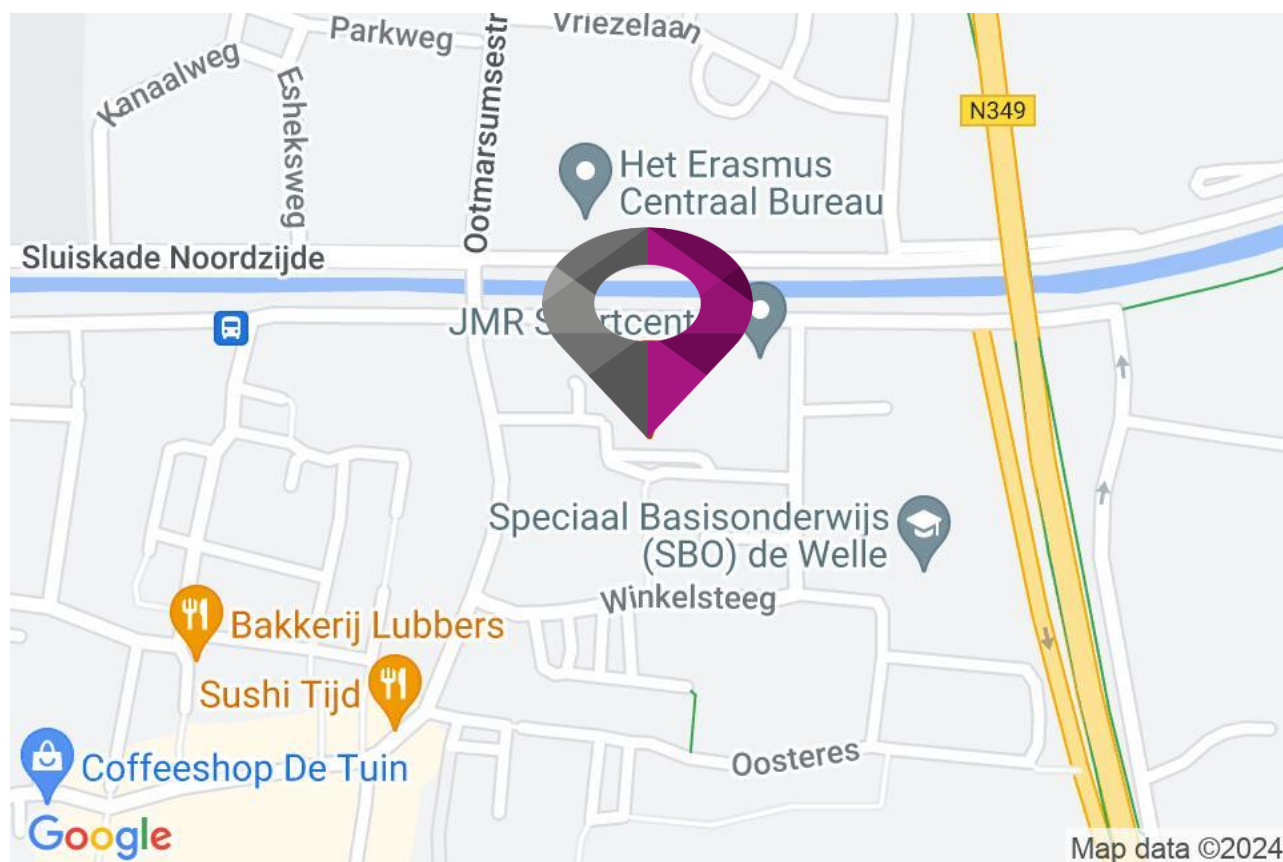 Parkweg
Vriezelaan
Kanaalweg
Esheksweg
Ootmarsumsestr
N349
Het Erasmus
Centraal Bureau
Sluiskade Noordzijde
JMR S rtcent
Speciaal Basisonderwijs
(SBO) de Welle
Winkelsteeg
Bakkerij Lubbers
Sushi Tijd
Oosteres
Coffeeshop De Tuin
Google
Map data ©2024